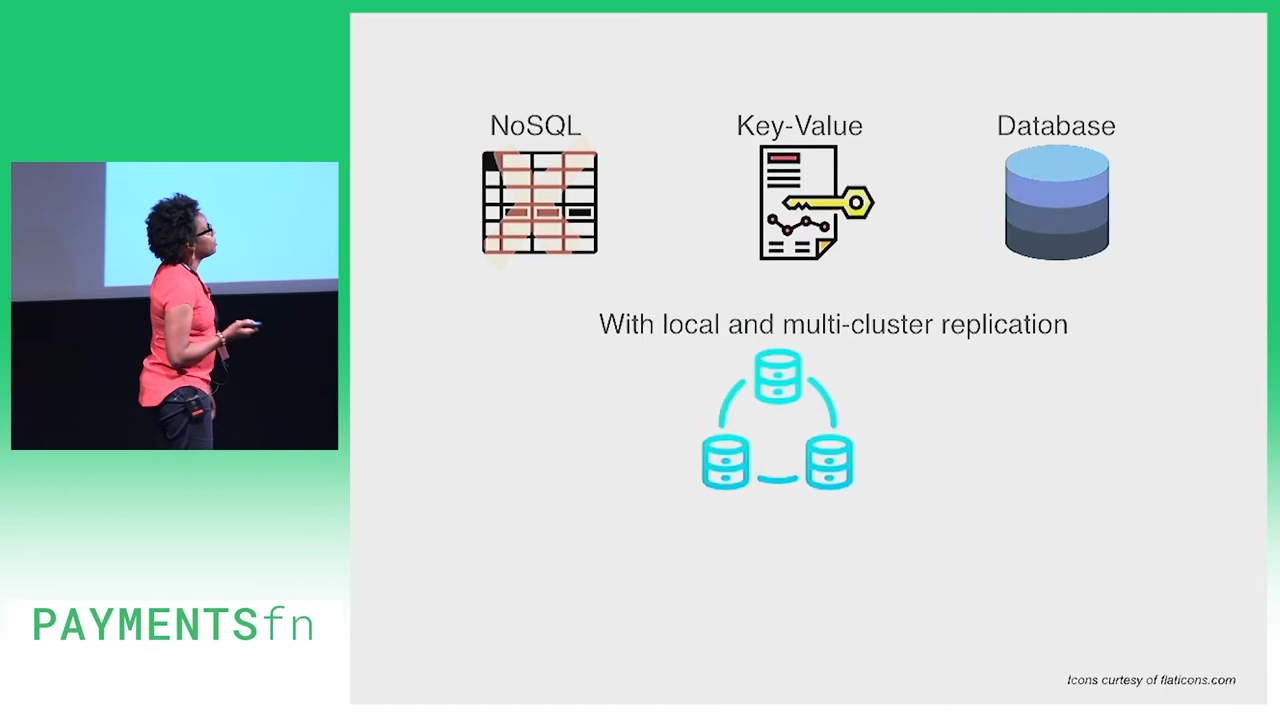 NoSQL
Key-Value
Database
With local and multi-cluster replication
PAYMENTSfn
Icons curtesy of flaticons.com